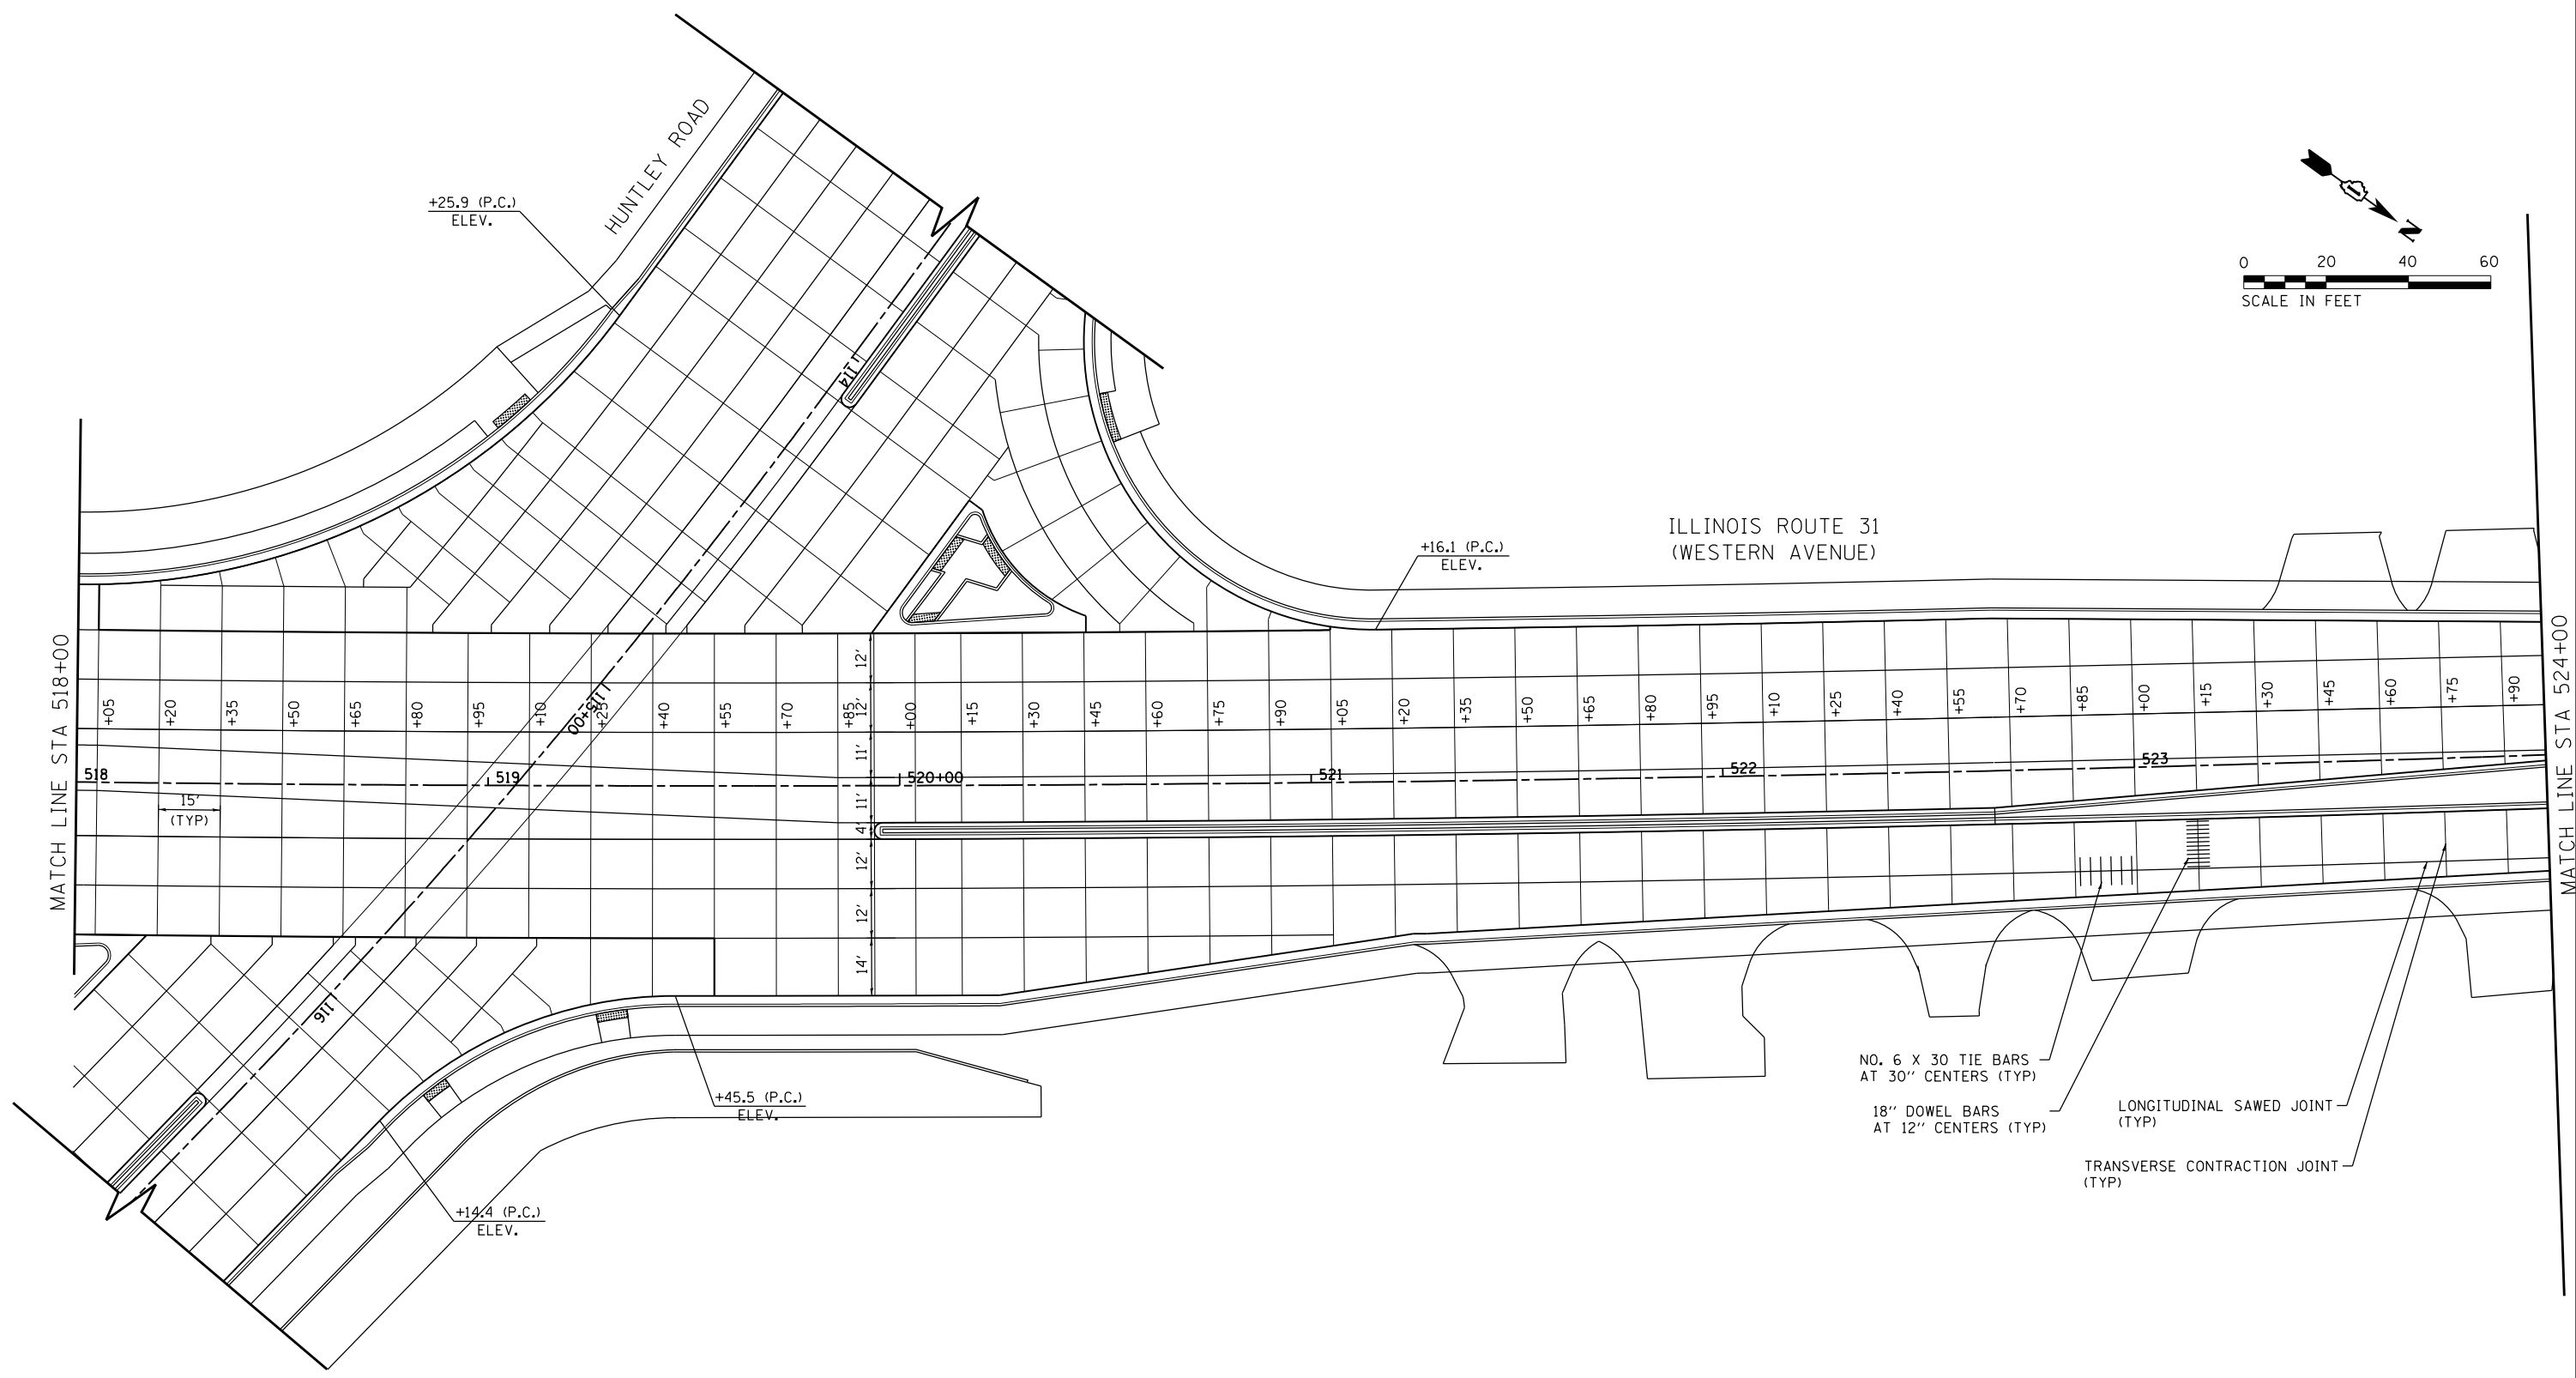 HUNTLEY ROAD
+25.9 (P.C.)
ELEV.
N
0 20 40 60
SCALE IN FEET
114
ILLINOIS ROUTE 31
(WESTERN AVENUE)
+16.1 (P.C.)
ELEV.
MATCH LINE STA 518+00
MATCH LINE STA 524+00
12'
12'
11'
11'
4'
12'
12'
14'
+05 +20 +35 +50 +65 +80 +95 +10 +25 +40 +55 +70 +85 +00 +15 +30 +45 +60 +75 +90 +05 +20 +35 +50 +65 +80 +95 +10 +25 +40 +55 +70 +85 +00 +15 +30 +45 +60 +75 +90
115+00
518 519 520+00 521 522 523
15'
(TYP)
116
NO. 6 X 30 TIE BARS
AT 30" CENTERS (TYP)
18" DOWEL BARS
AT 12" CENTERS (TYP)
LONGITUDINAL SAWED JOINT
(TYP)
TRANSVERSE CONTRACTION JOINT
(TYP)
+45.5 (P.C.)
ELEV.
+14.4 (P.C.)
ELEV.